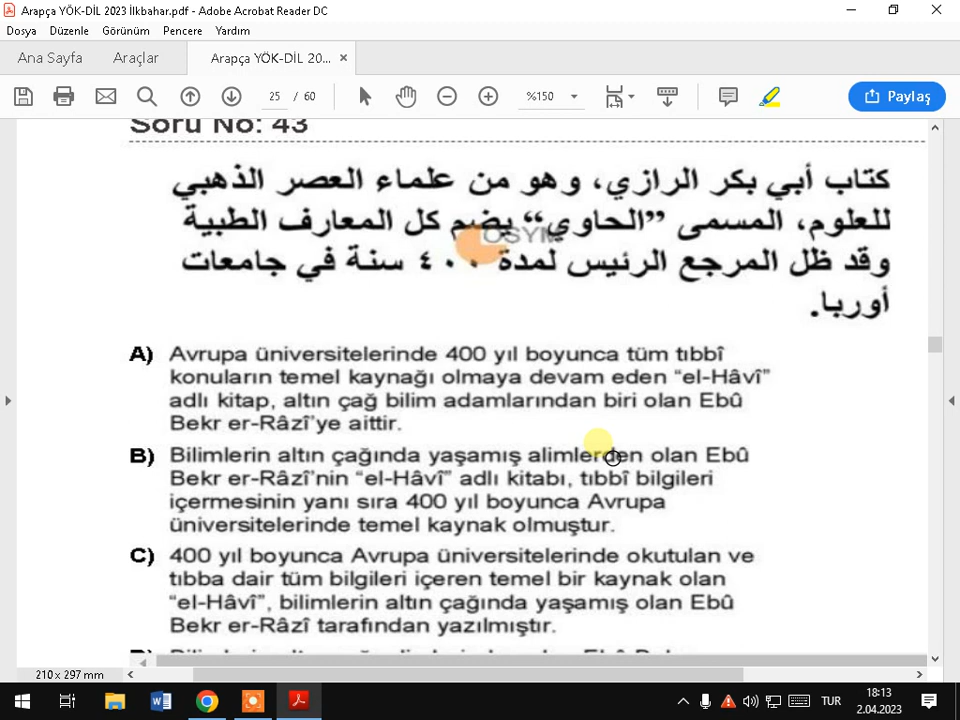 Arapça YÖK-DİL 2023 İlkbahar.pdf - Adobe Acrobat Reader DC
Dosya Düzenle Görünüm Pencere Yardım
Ana Sayfa Araçlar Arapça YÖK-DİL 20... ×
25 / 60 %150 Paylaş
Soru No: 43
كتاب أبي بكر الرازي، وهو من علماء العصر الذهبي
للعلوم، المسمى ”الحاوي“ يضم كل المعارف الطبية
وقد ظل المرجع الرئيس لمدة ٤٠٠ سنة في جامعات
أوربا.
ÖSYM
A) Avrupa üniversitelerinde 400 yıl boyunca tüm tıbbî
konuların temel kaynağı olmaya devam eden “el-Hâvî”
adlı kitap, altın çağ bilim adamlarından biri olan Ebû
Bekr er-Râzî’ye aittir.
B) Bilimlerin altın çağında yaşamış alimlerden olan Ebû
Bekr er-Râzî’nin “el-Hâvî” adlı kitabı, tıbbî bilgileri
içermesinin yanı sıra 400 yıl boyunca Avrupa
üniversitelerinde temel kaynak olmuştur.
C) 400 yıl boyunca Avrupa üniversitelerinde okutulan ve
tıbba dair tüm bilgileri içeren temel bir kaynak olan
“el-Hâvî”, bilimlerin altın çağında yaşamış olan Ebû
Bekr er-Râzî tarafından yazılmıştır.
210 x 297 mm
TUR
18:13
2.04.2023